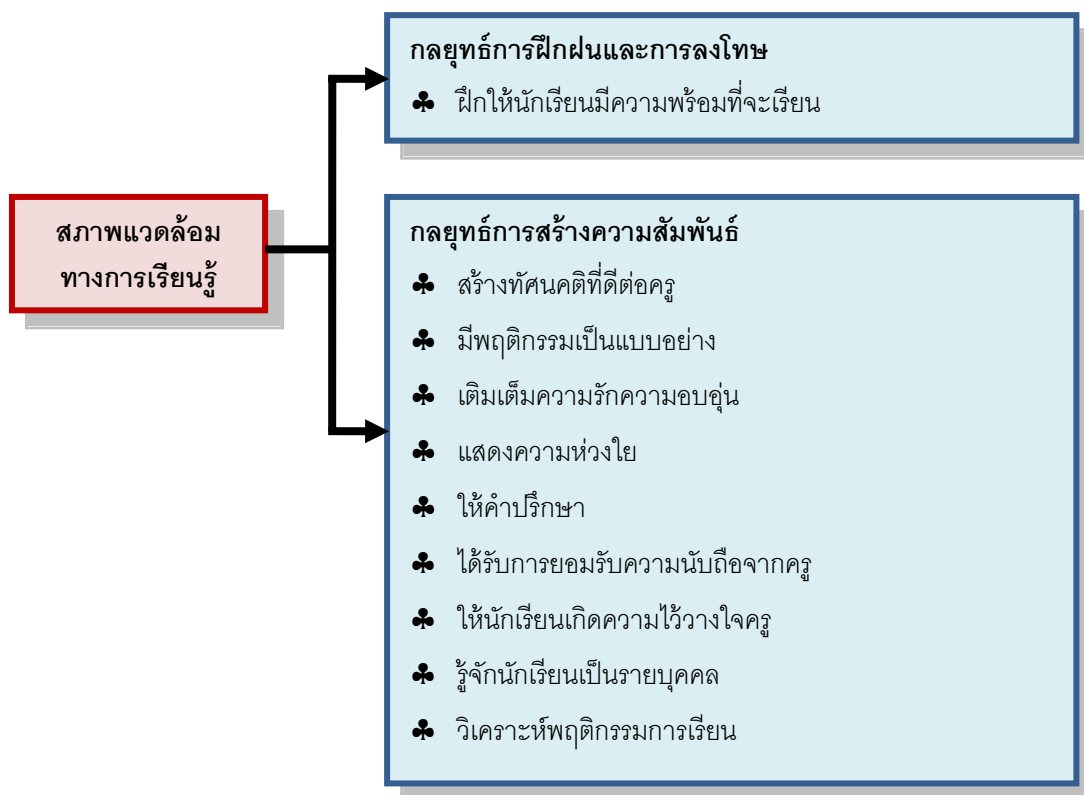 กลยุทธ์การฝึกฝนและการลงโทษ
♣ ฝึกให้นักเรียนมีความพร้อมที่จะเรียน
สภาพแวดล้อม
ทางการเรียนรู้
กลยุทธ์การสร้างความสัมพันธ์
♣ สร้างทัศนคติที่ดีต่อครู
♣ มีพฤติกรรมเป็นแบบอย่าง
♣ เติมเต็มความรักความอบอุ่น
♣ แสดงความห่วงใย
♣ ให้คำปรึกษา
♣ ได้รับการยอมรับความนับถือจากครู
♣ ให้นักเรียนเกิดความไว้วางใจครู
♣ รู้จักนักเรียนเป็นรายบุคคล
♣ วิเคราะห์พฤติกรรมการเรียน